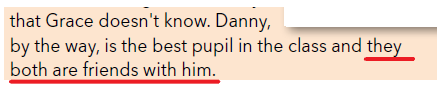 that Grace doesn't know. Danny,
by the way, is the best pupil in the class and they
both are friends with him.